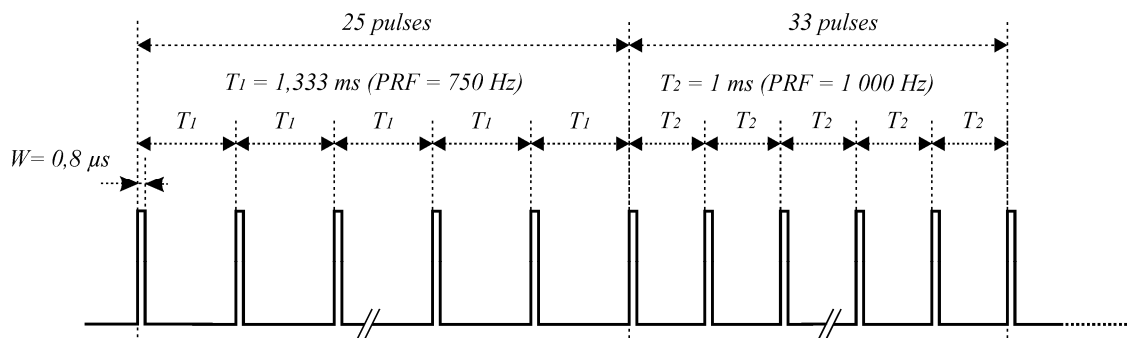 25 pulses 33 pulses
T1 = 1,333 ms (PRF = 750 Hz) T2 = 1 ms (PRF = 1 000 Hz)
T1 T1 T1 T1 T1 T2 T2 T2 T2 T2
W= 0,8 µs